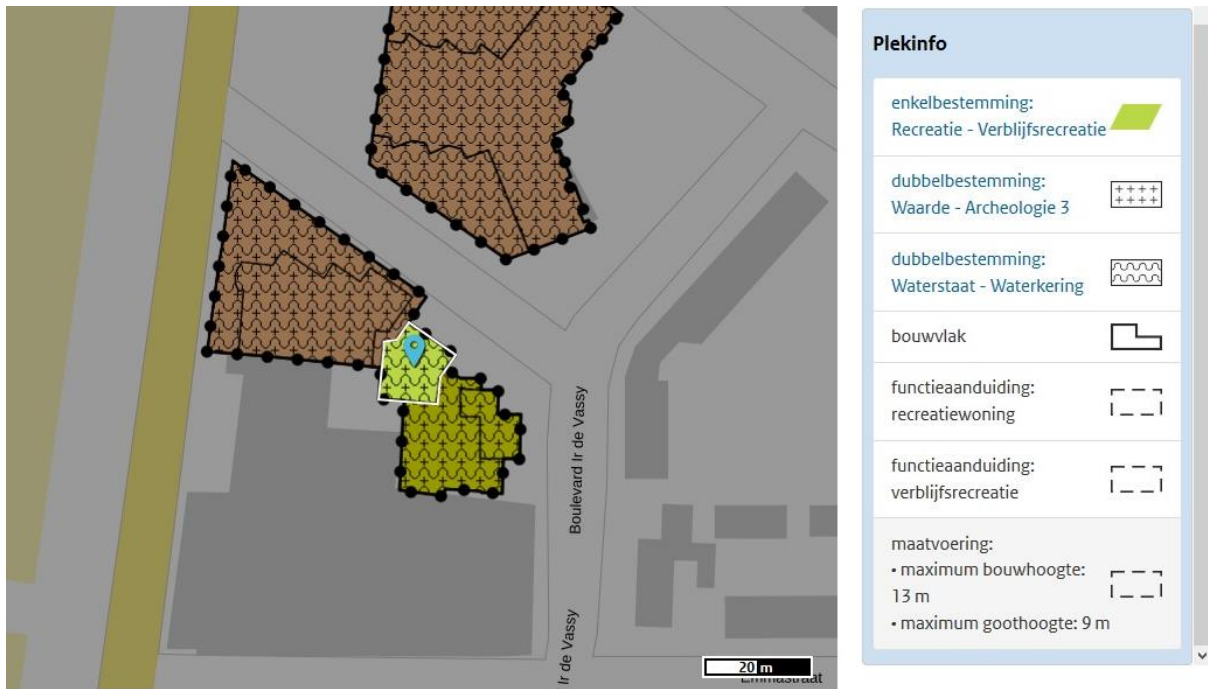 Boulevard Ir de Vassy
Ir de Vassy
20 m
Emmastraat
Plekinfo
enkelbestemming:
Recreatie - Verblijfsrecreatie
dubbelbestemming:
Waarde - Archeologie 3
dubbelbestemming:
Waterstaat - Waterkering
bouwvlak
functieaanduiding:
recreatiewoning
functieaanduiding:
verblijfsrecreatie
maatvoering:
• maximum bouwhoogte:
13 m
• maximum goothoogte: 9 m